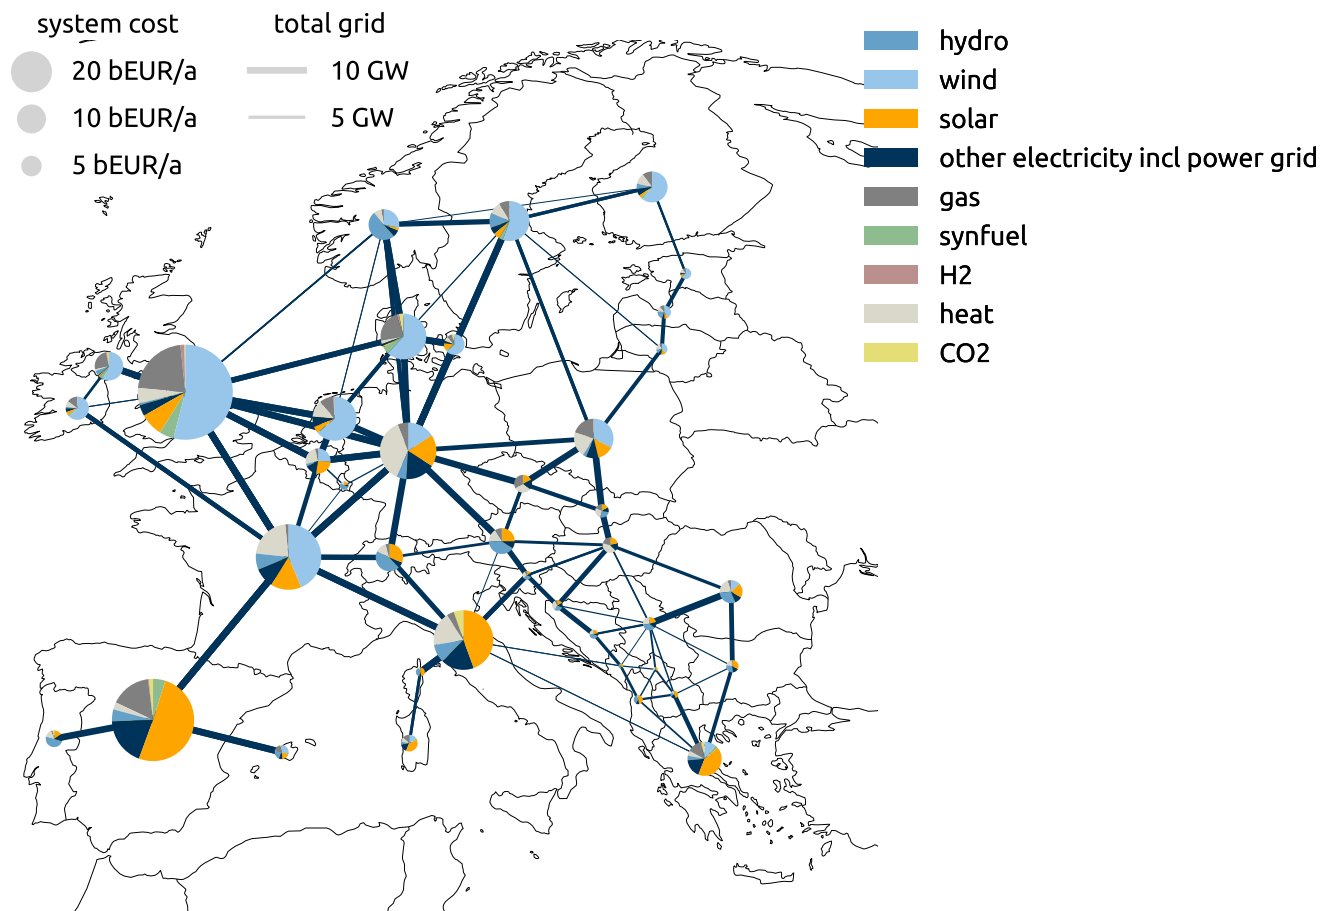 system cost
total grid
20 bEUR/a
10 GW
10 bEUR/a
5 GW
5 bEUR/a
hydro
wind
solar
other electricity incl power grid
gas
synfuel
H2
heat
CO2